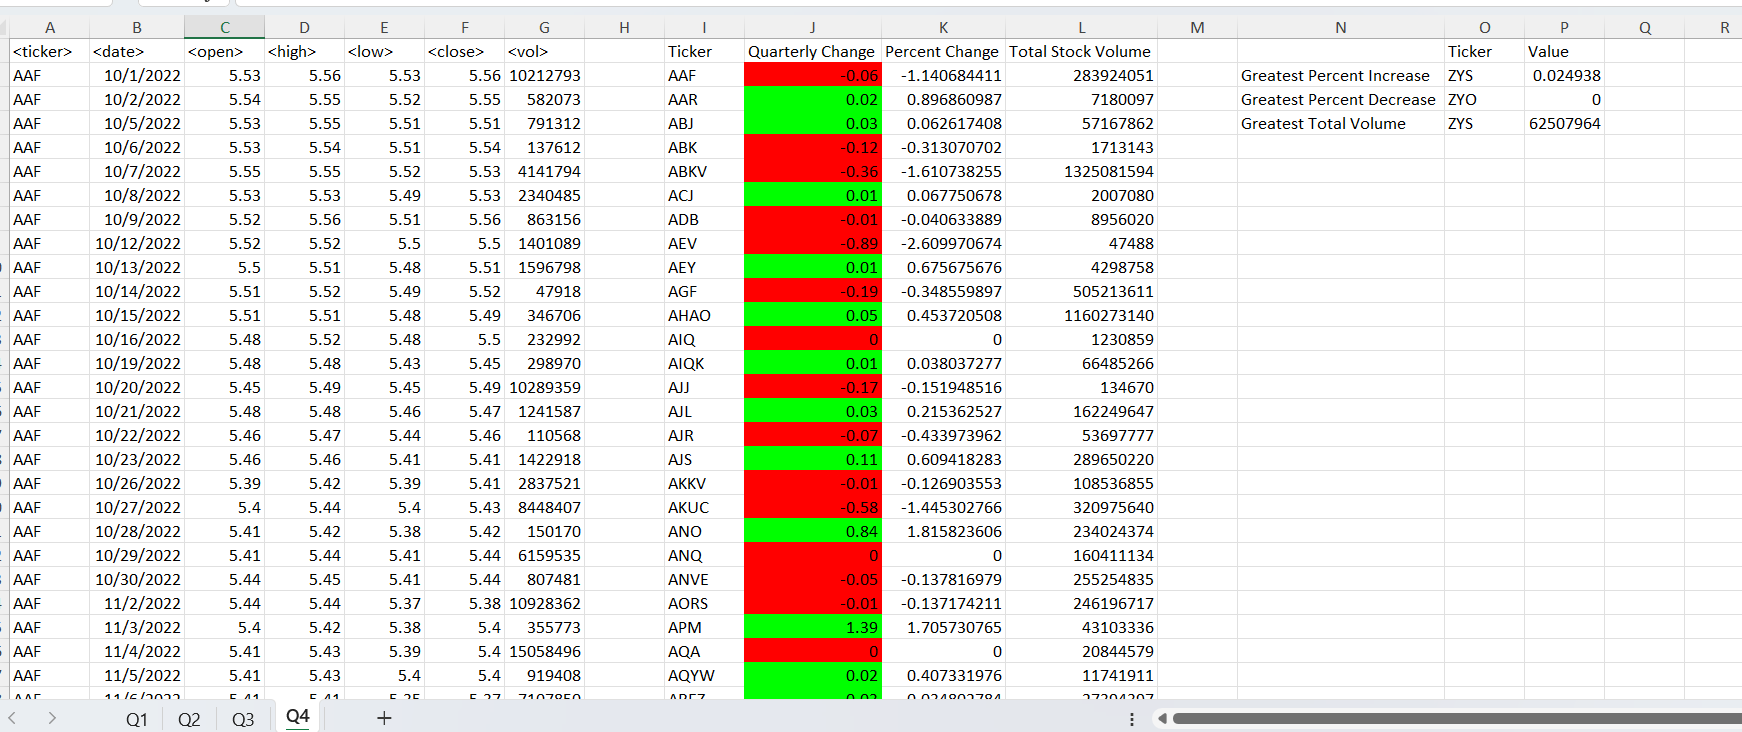 A B C D E F G H I J K L M N O P Q R
<ticker> <date> <open> <high> <low> <close> <vol> Ticker Quarterly Change Percent Change Total Stock Volume Ticker Value
AAF 10/1/2022 5.53 5.56 5.53 5.56 10212793 AAF -0.06 -1.140684411 283924051 Greatest Percent Increase ZYS 0.024938
AAF 10/2/2022 5.54 5.55 5.52 5.55 582073 AAR 0.02 0.896860987 7180097 Greatest Percent Decrease ZYO 0
AAF 10/5/2022 5.53 5.55 5.51 5.51 791312 ABJ 0.03 0.062617408 57167862 Greatest Total Volume ZYS 62507964
AAF 10/6/2022 5.53 5.54 5.51 5.54 137612 ABK -0.12 -0.313070702 1713143
AAF 10/7/2022 5.55 5.55 5.52 5.53 4141794 ABKV -0.36 -1.610738255 1325081594
AAF 10/8/2022 5.53 5.53 5.49 5.53 2340485 ACJ 0.01 0.067750678 2007080
AAF 10/9/2022 5.52 5.56 5.51 5.56 863156 ADB -0.01 -0.040633889 8956020
AAF 10/12/2022 5.52 5.52 5.5 5.5 1401089 AEV -0.89 -2.609970674 47488
AAF 10/13/2022 5.5 5.51 5.48 5.51 1596798 AEY 0.01 0.675675676 4298758
AAF 10/14/2022 5.51 5.52 5.49 5.52 47918 AGF -0.19 -0.348559897 505213611
AAF 10/15/2022 5.51 5.51 5.48 5.49 346706 AHAO 0.05 0.453720508 1160273140
AAF 10/16/2022 5.48 5.52 5.48 5.5 232992 AIQ 0 0 1230859
AAF 10/19/2022 5.48 5.48 5.43 5.45 298970 AIQK 0.01 0.038037277 66485266
AAF 10/20/2022 5.45 5.49 5.45 5.49 10289359 AJJ -0.17 -0.151948516 134670
AAF 10/21/2022 5.48 5.48 5.46 5.47 1241587 AJL 0.03 0.215362527 162249647
AAF 10/22/2022 5.46 5.47 5.44 5.46 110568 AJR -0.07 -0.433973962 53697777
AAF 10/23/2022 5.46 5.46 5.41 5.41 1422918 AJS 0.11 0.609418283 289650220
AAF 10/26/2022 5.39 5.42 5.39 5.41 2837521 AKKV -0.01 -0.126903553 108536855
AAF 10/27/2022 5.4 5.44 5.4 5.43 8448407 AKUC -0.58 -1.445302766 320975640
AAF 10/28/2022 5.41 5.42 5.38 5.42 150170 ANO 0.84 1.815823606 234024374
AAF 10/29/2022 5.41 5.44 5.41 5.44 6159535 ANQ 0 0 160411134
AAF 10/30/2022 5.44 5.45 5.41 5.44 807481 ANVE -0.05 -0.137816979 255254835
AAF 11/2/2022 5.44 5.44 5.37 5.38 10928362 AORS -0.01 -0.137174211 246196717
AAF 11/3/2022 5.4 5.42 5.38 5.4 355773 APM 1.39 1.705730765 43103336
AAF 11/4/2022 5.41 5.43 5.39 5.4 15058496 AQA 0 0 20844579
AAF 11/5/2022 5.41 5.43 5.4 5.4 919408 AQYW 0.02 0.407331976 11741911
Q1 Q2 Q3 Q4